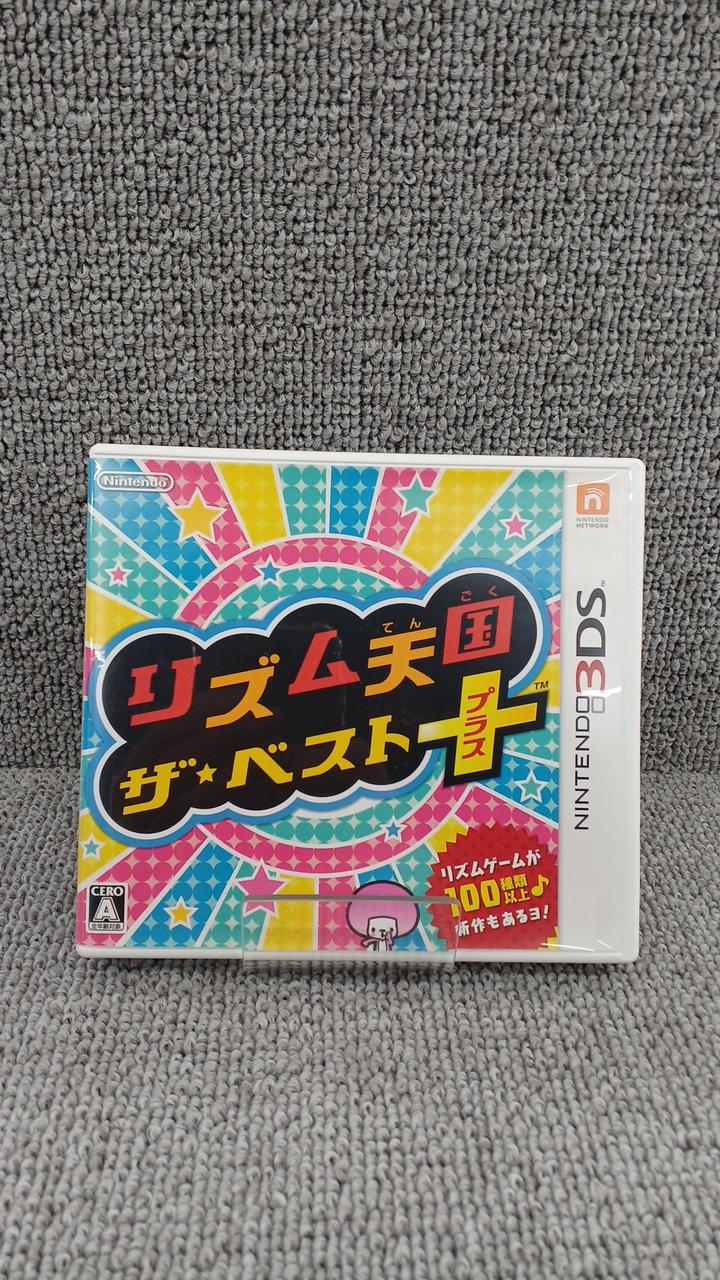 Nintendo
リズム天国
てんごく
ザ★ベスト+
プラス
TM
リズムゲームが
100種類以上♪
新作もあるヨ!
CERO
A
全年齢対象
n
NINTENDO
NETWORK
NINTENDO3DS
TM